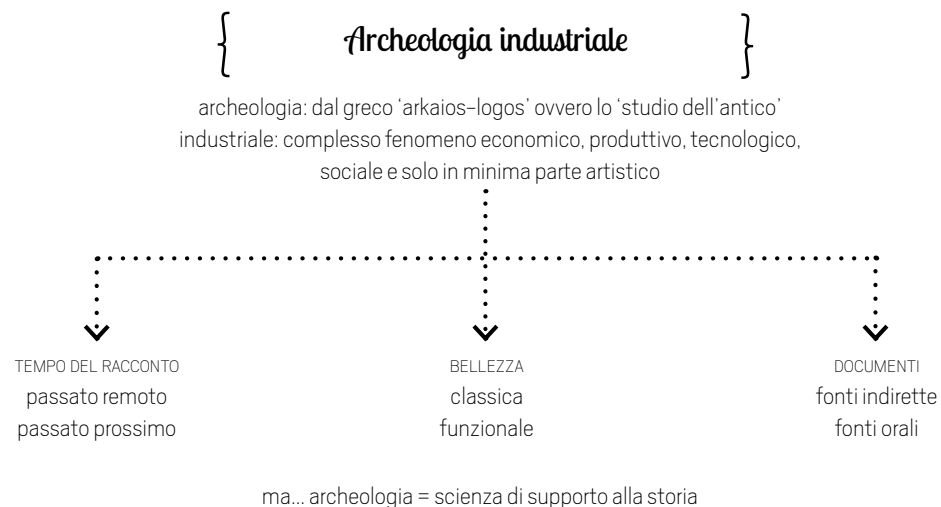 { Archeologia industriale }
archeologia: dal greco ‘arkaios-logos’ ovvero lo ‘studio dell’antico’
industriale: complesso fenomeno economico, produttivo, tecnologico,
sociale e solo in minima parte artistico
TEMPO DEL RACCONTO
passato remoto
passato prossimo
BELLEZZA
classica
funzionale
DOCUMENTI
fonti indirette
fonti orali
ma... archeologia = scienza di supporto alla storia